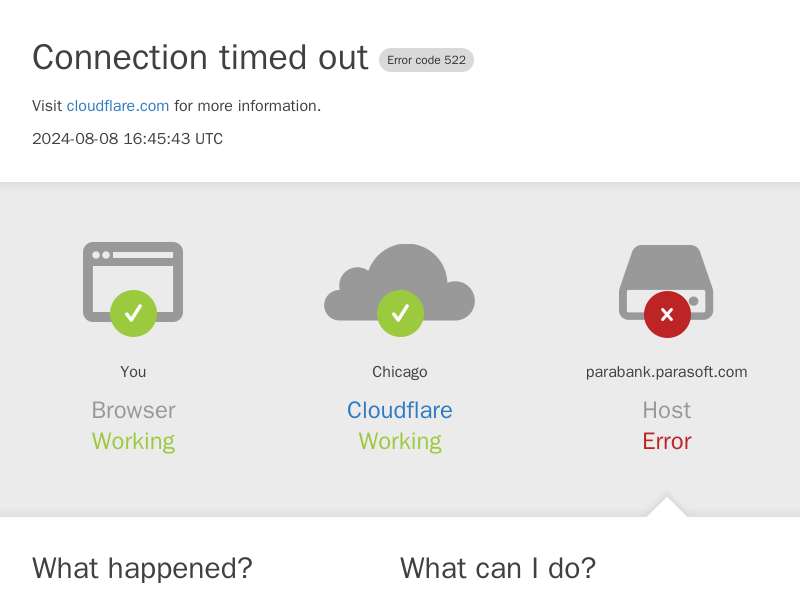 Connection timed out Error code 522
Visit cloudflare.com for more information.
2024-08-08 16:45:43 UTC
You
Browser
Working
Chicago
Cloudflare
Working
parabank.parasoft.com
Host
Error
What happened?
What can I do?